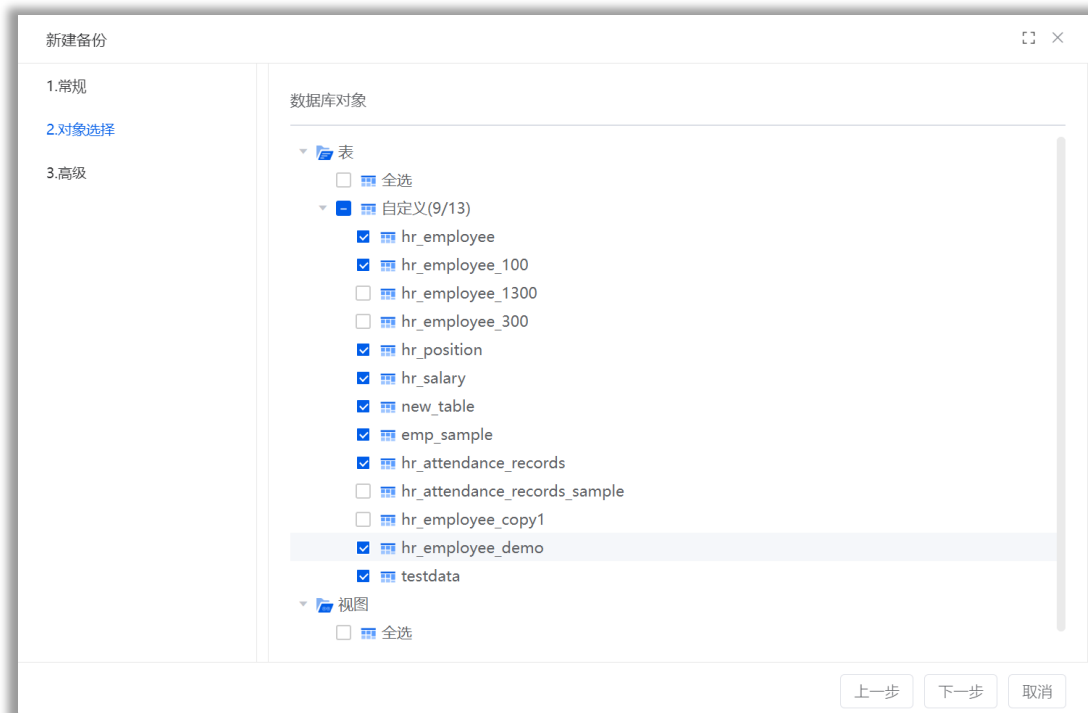 新建备份
1.常规
2.对象选择
3.高级
数据库对象
表
全选
自定义(9/13)
hr_employee
hr_employee_100
hr_employee_1300
hr_employee_300
hr_position
hr_salary
new_table
emp_sample
hr_attendance_records
hr_attendance_records_sample
hr_employee_copy1
hr_employee_demo
testdata
视图
全选
上一步 下一步 取消